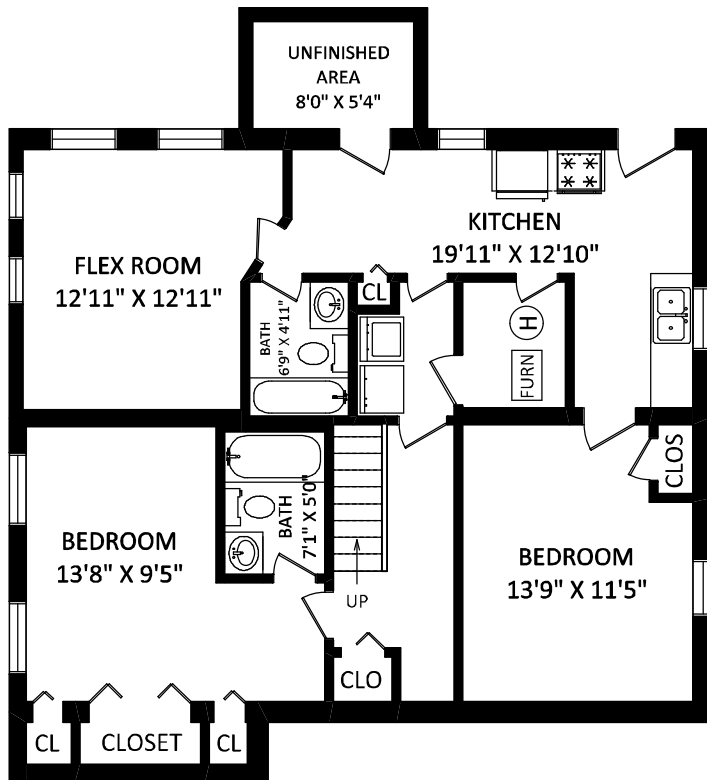 UNFINISHED
AREA
8'0" X 5'4"
KITCHEN
19'11" X 12'10"
FLEX ROOM
12'11" X 12'11"
CL
BATH
6'9" X 4'11"
H
FURN
CLOS
BATH
7'1" X 5'0"
BEDROOM
13'8" X 9'5"
BEDROOM
13'9" X 11'5"
UP
CLO
CL
CLOSET
CL